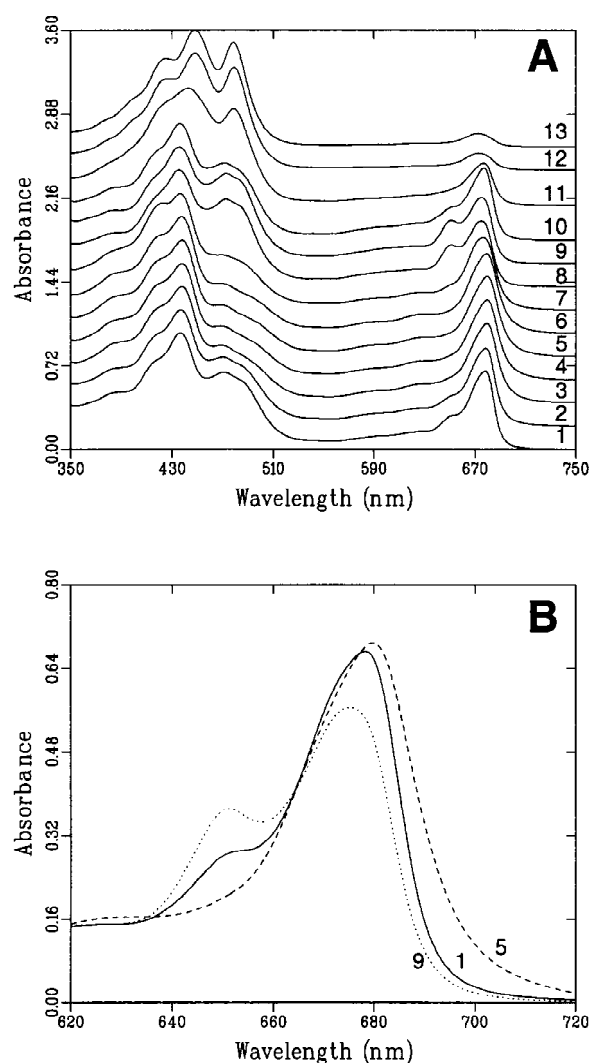 A
3.60
2.88
2.16
1.44
0.72
0.00
Absorbance
13
12
11
10
9
8
7
6
5
4
3
2
1
350 430 510 590 670 750
Wavelength (nm)
B
0.80
0.64
0.48
0.32
0.16
0.00
Absorbance
9 1 5
620 640 660 680 700 720
Wavelength (nm)